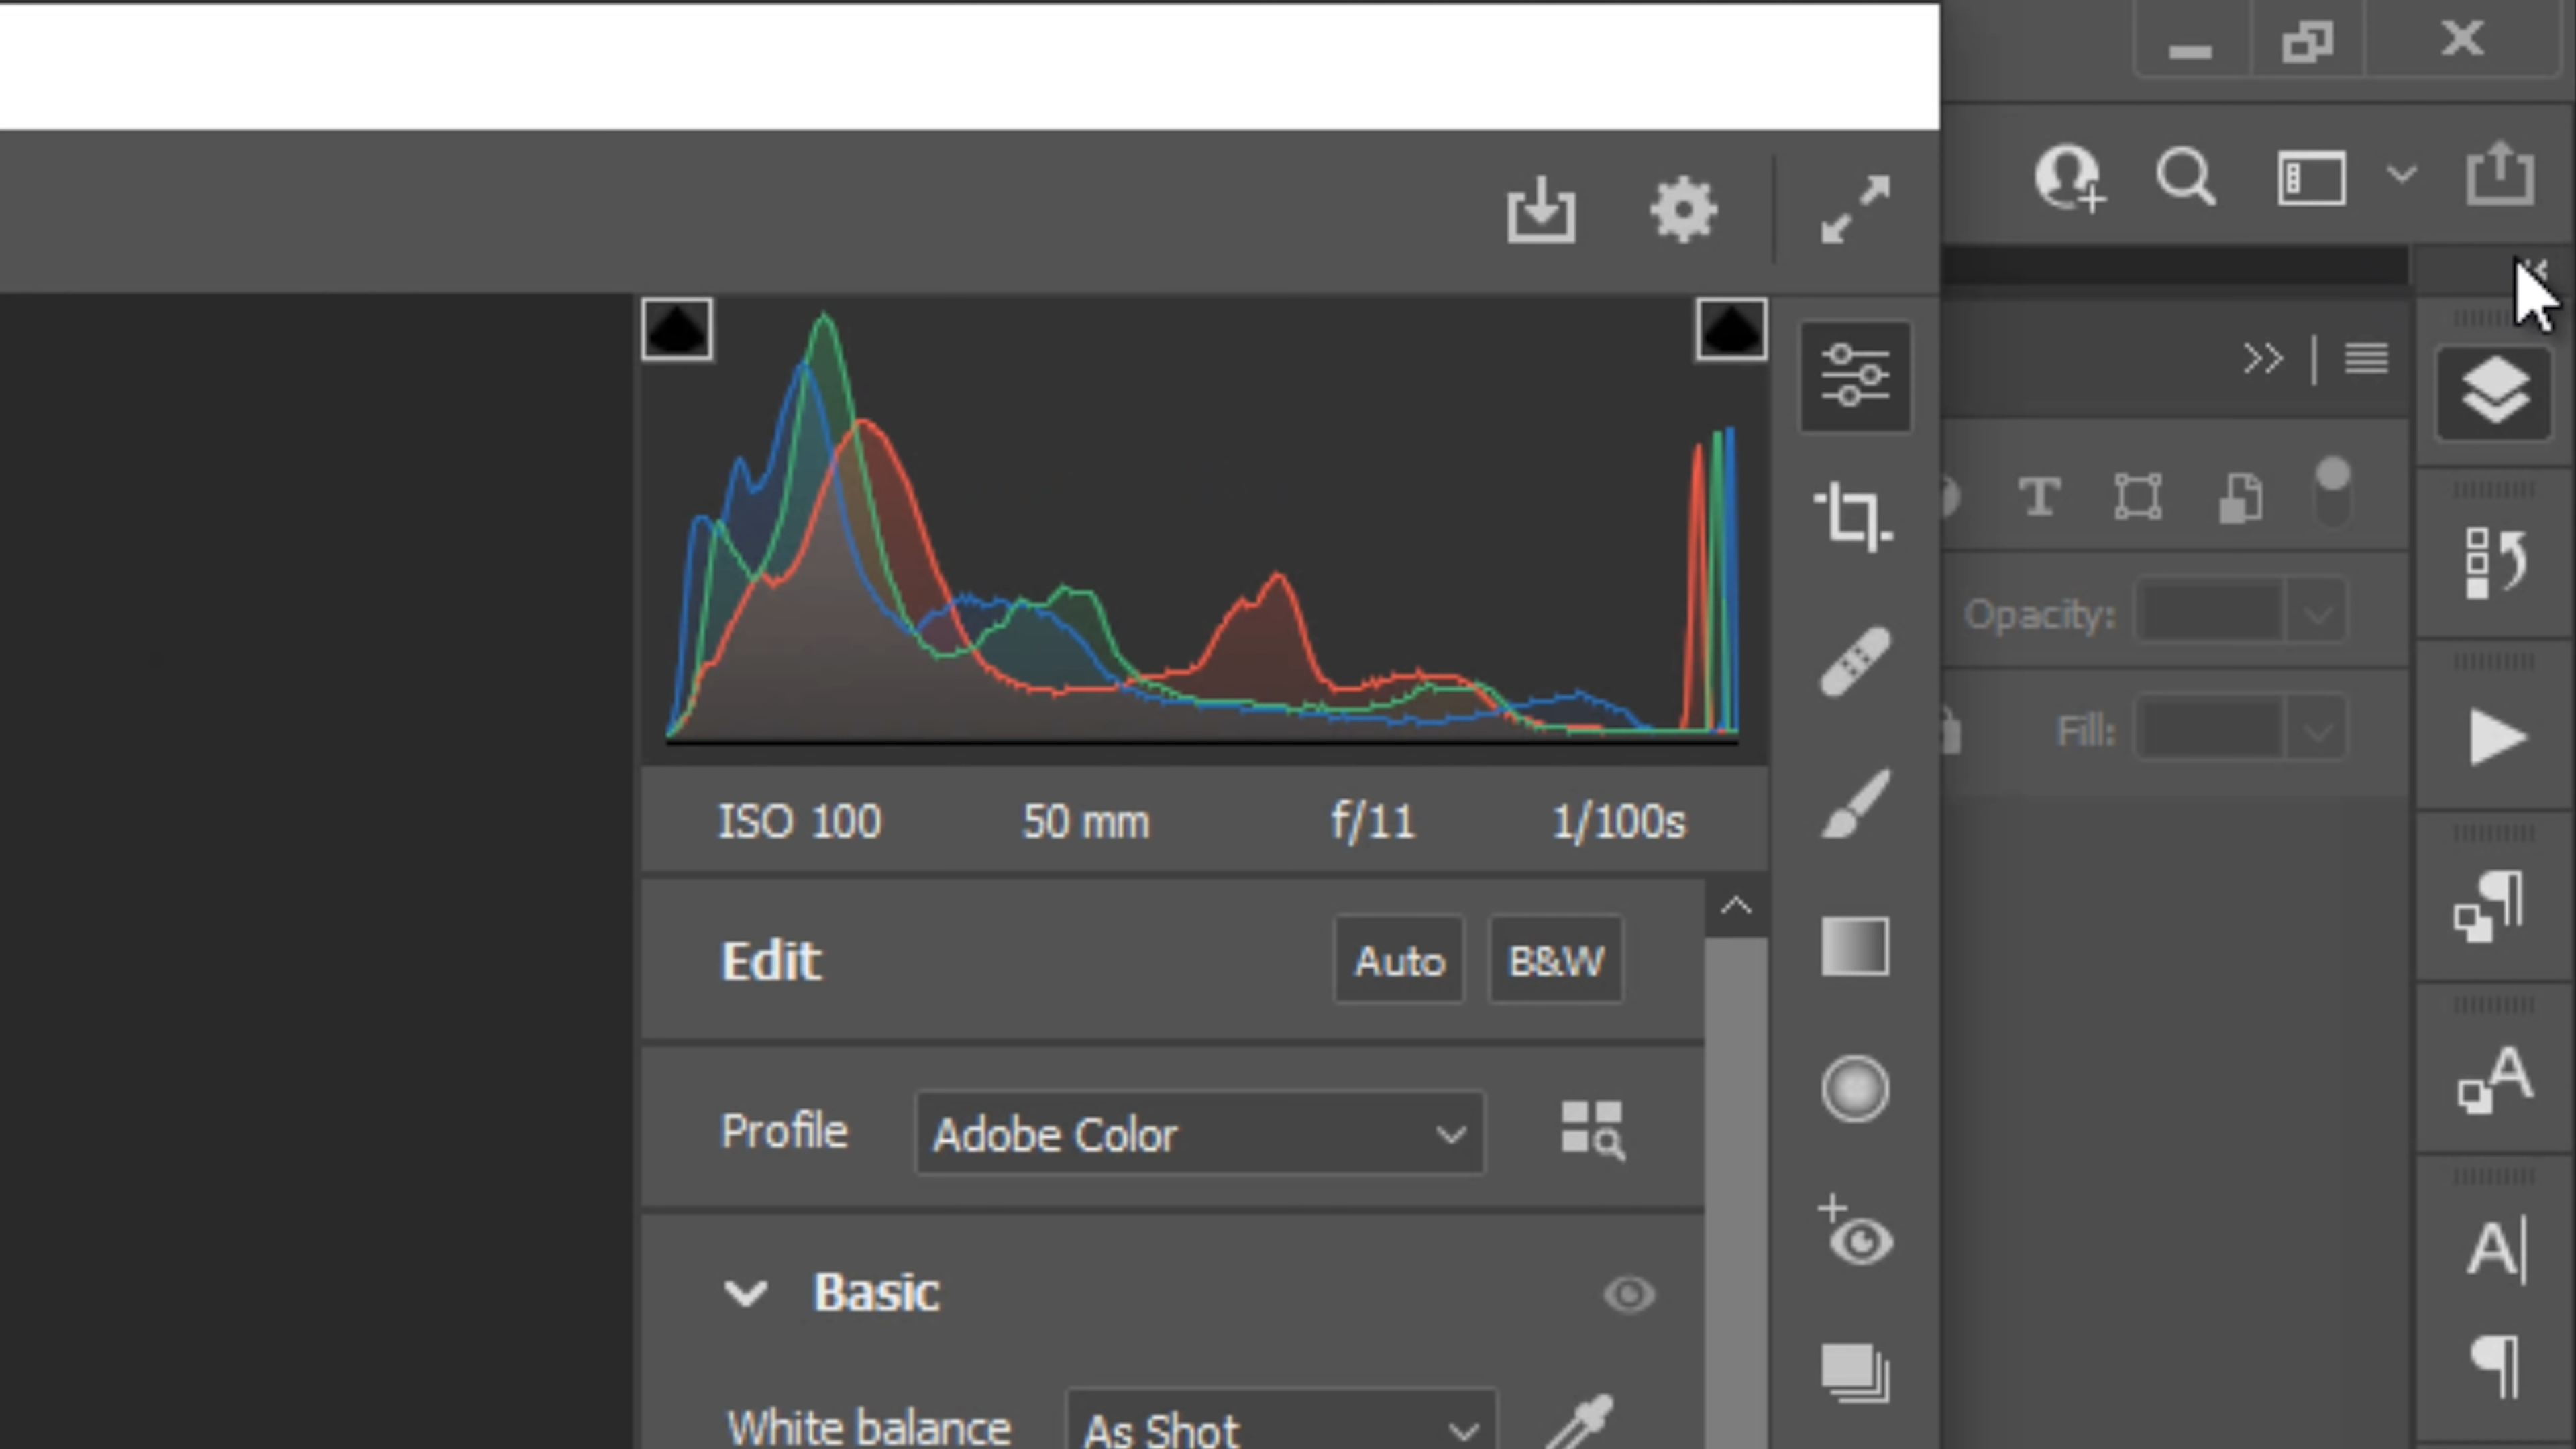 ISO 100 50 mm f/11 1/100s
Edit Auto B&W
Profile Adobe Color
Basic
White balance As Shot
Opacity:
Fill: